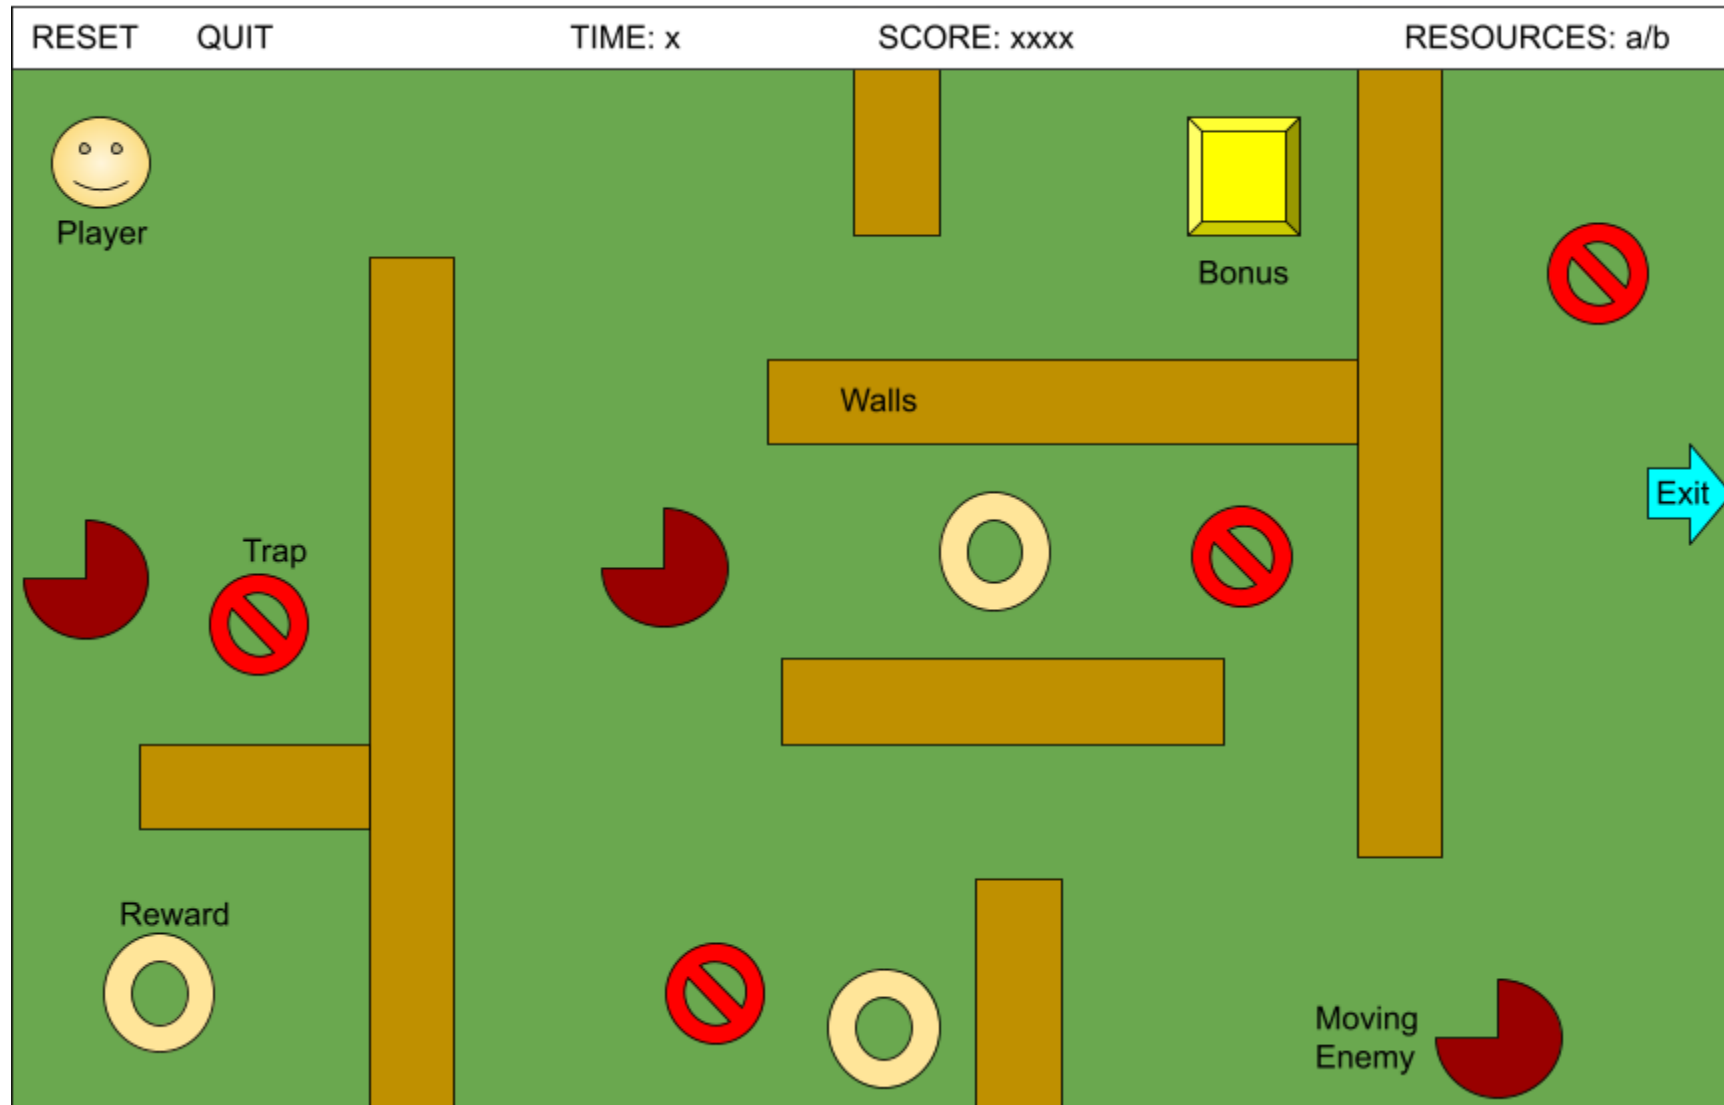 RESET QUIT TIME: x SCORE: xxxx RESOURCES: a/b
Player
Bonus
Walls
Exit
Trap
Reward
Moving
Enemy